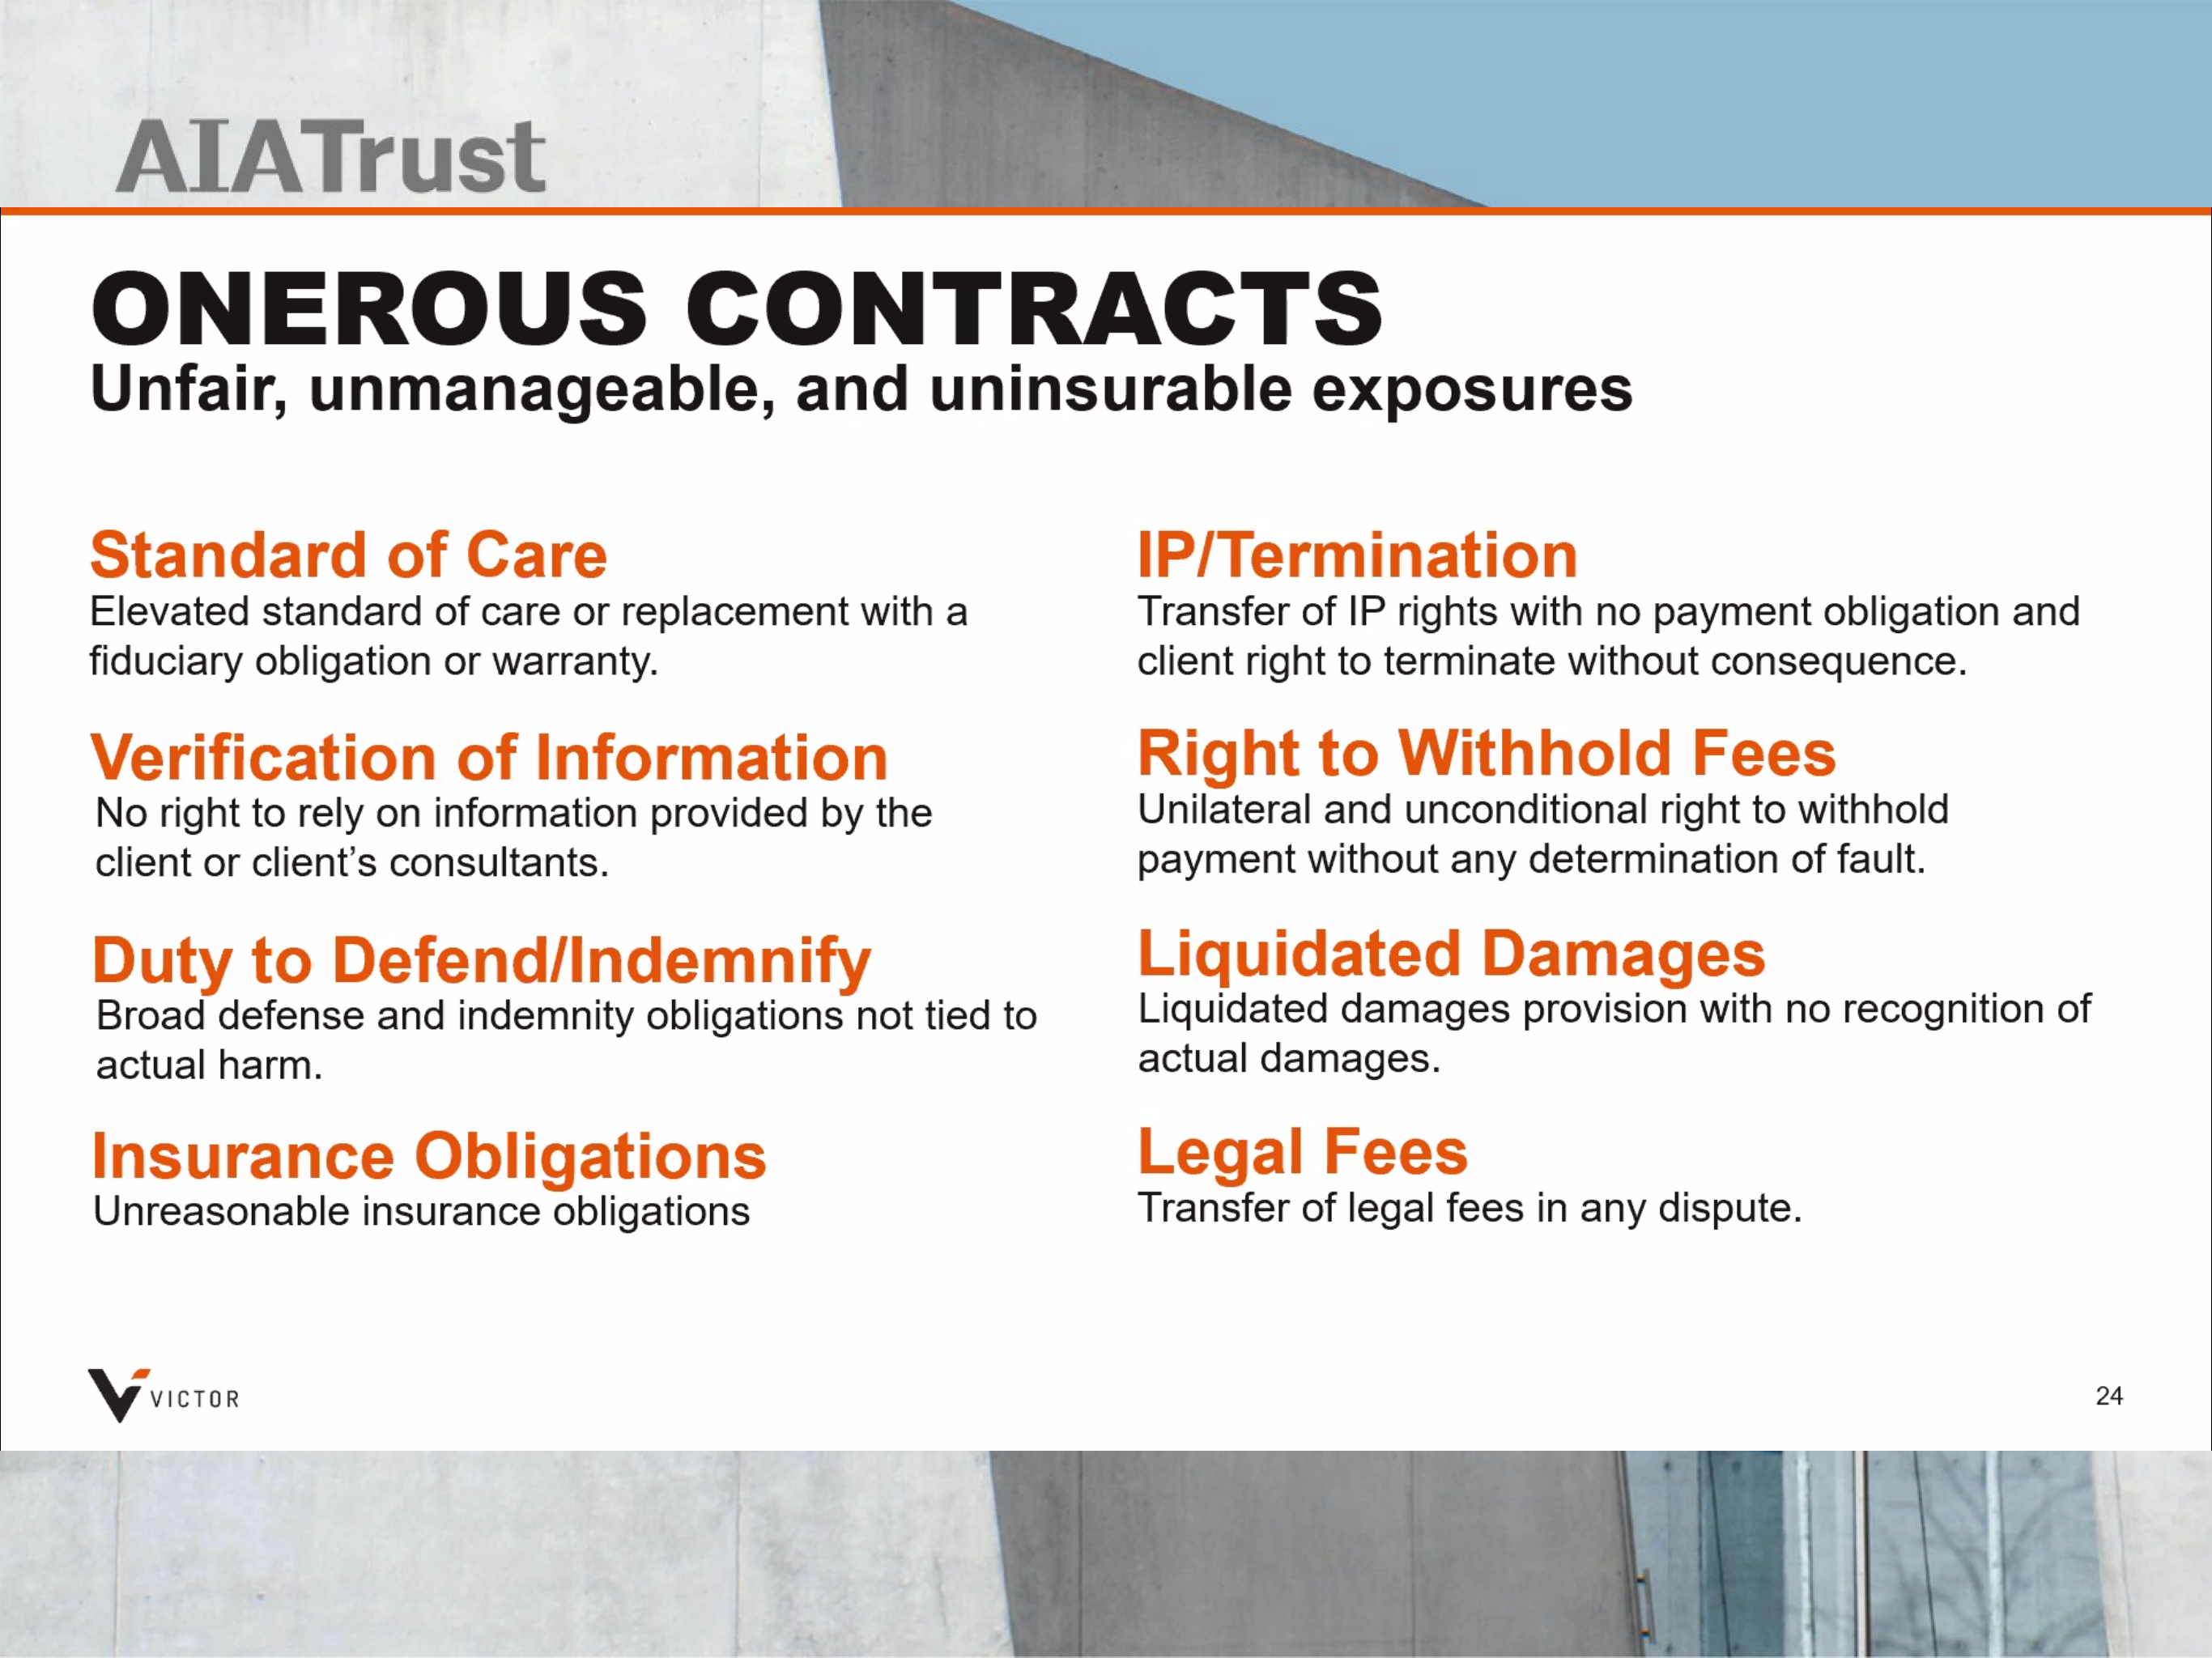 AIATrust
ONEROUS CONTRACTS
Unfair, unmanageable, and uninsurable exposures
Standard of Care
Elevated standard of care or replacement with a
fiduciary obligation or warranty.
Verification of Information
No right to rely on information provided by the
client or client’s consultants.
Duty to Defend/Indemnify
Broad defense and indemnity obligations not tied to
actual harm.
Insurance Obligations
Unreasonable insurance obligations
IP/Termination
Transfer of IP rights with no payment obligation and
client right to terminate without consequence.
Right to Withhold Fees
Unilateral and unconditional right to withhold
payment without any determination of fault.
Liquidated Damages
Liquidated damages provision with no recognition of
actual damages.
Legal Fees
Transfer of legal fees in any dispute.
VICTOR
24